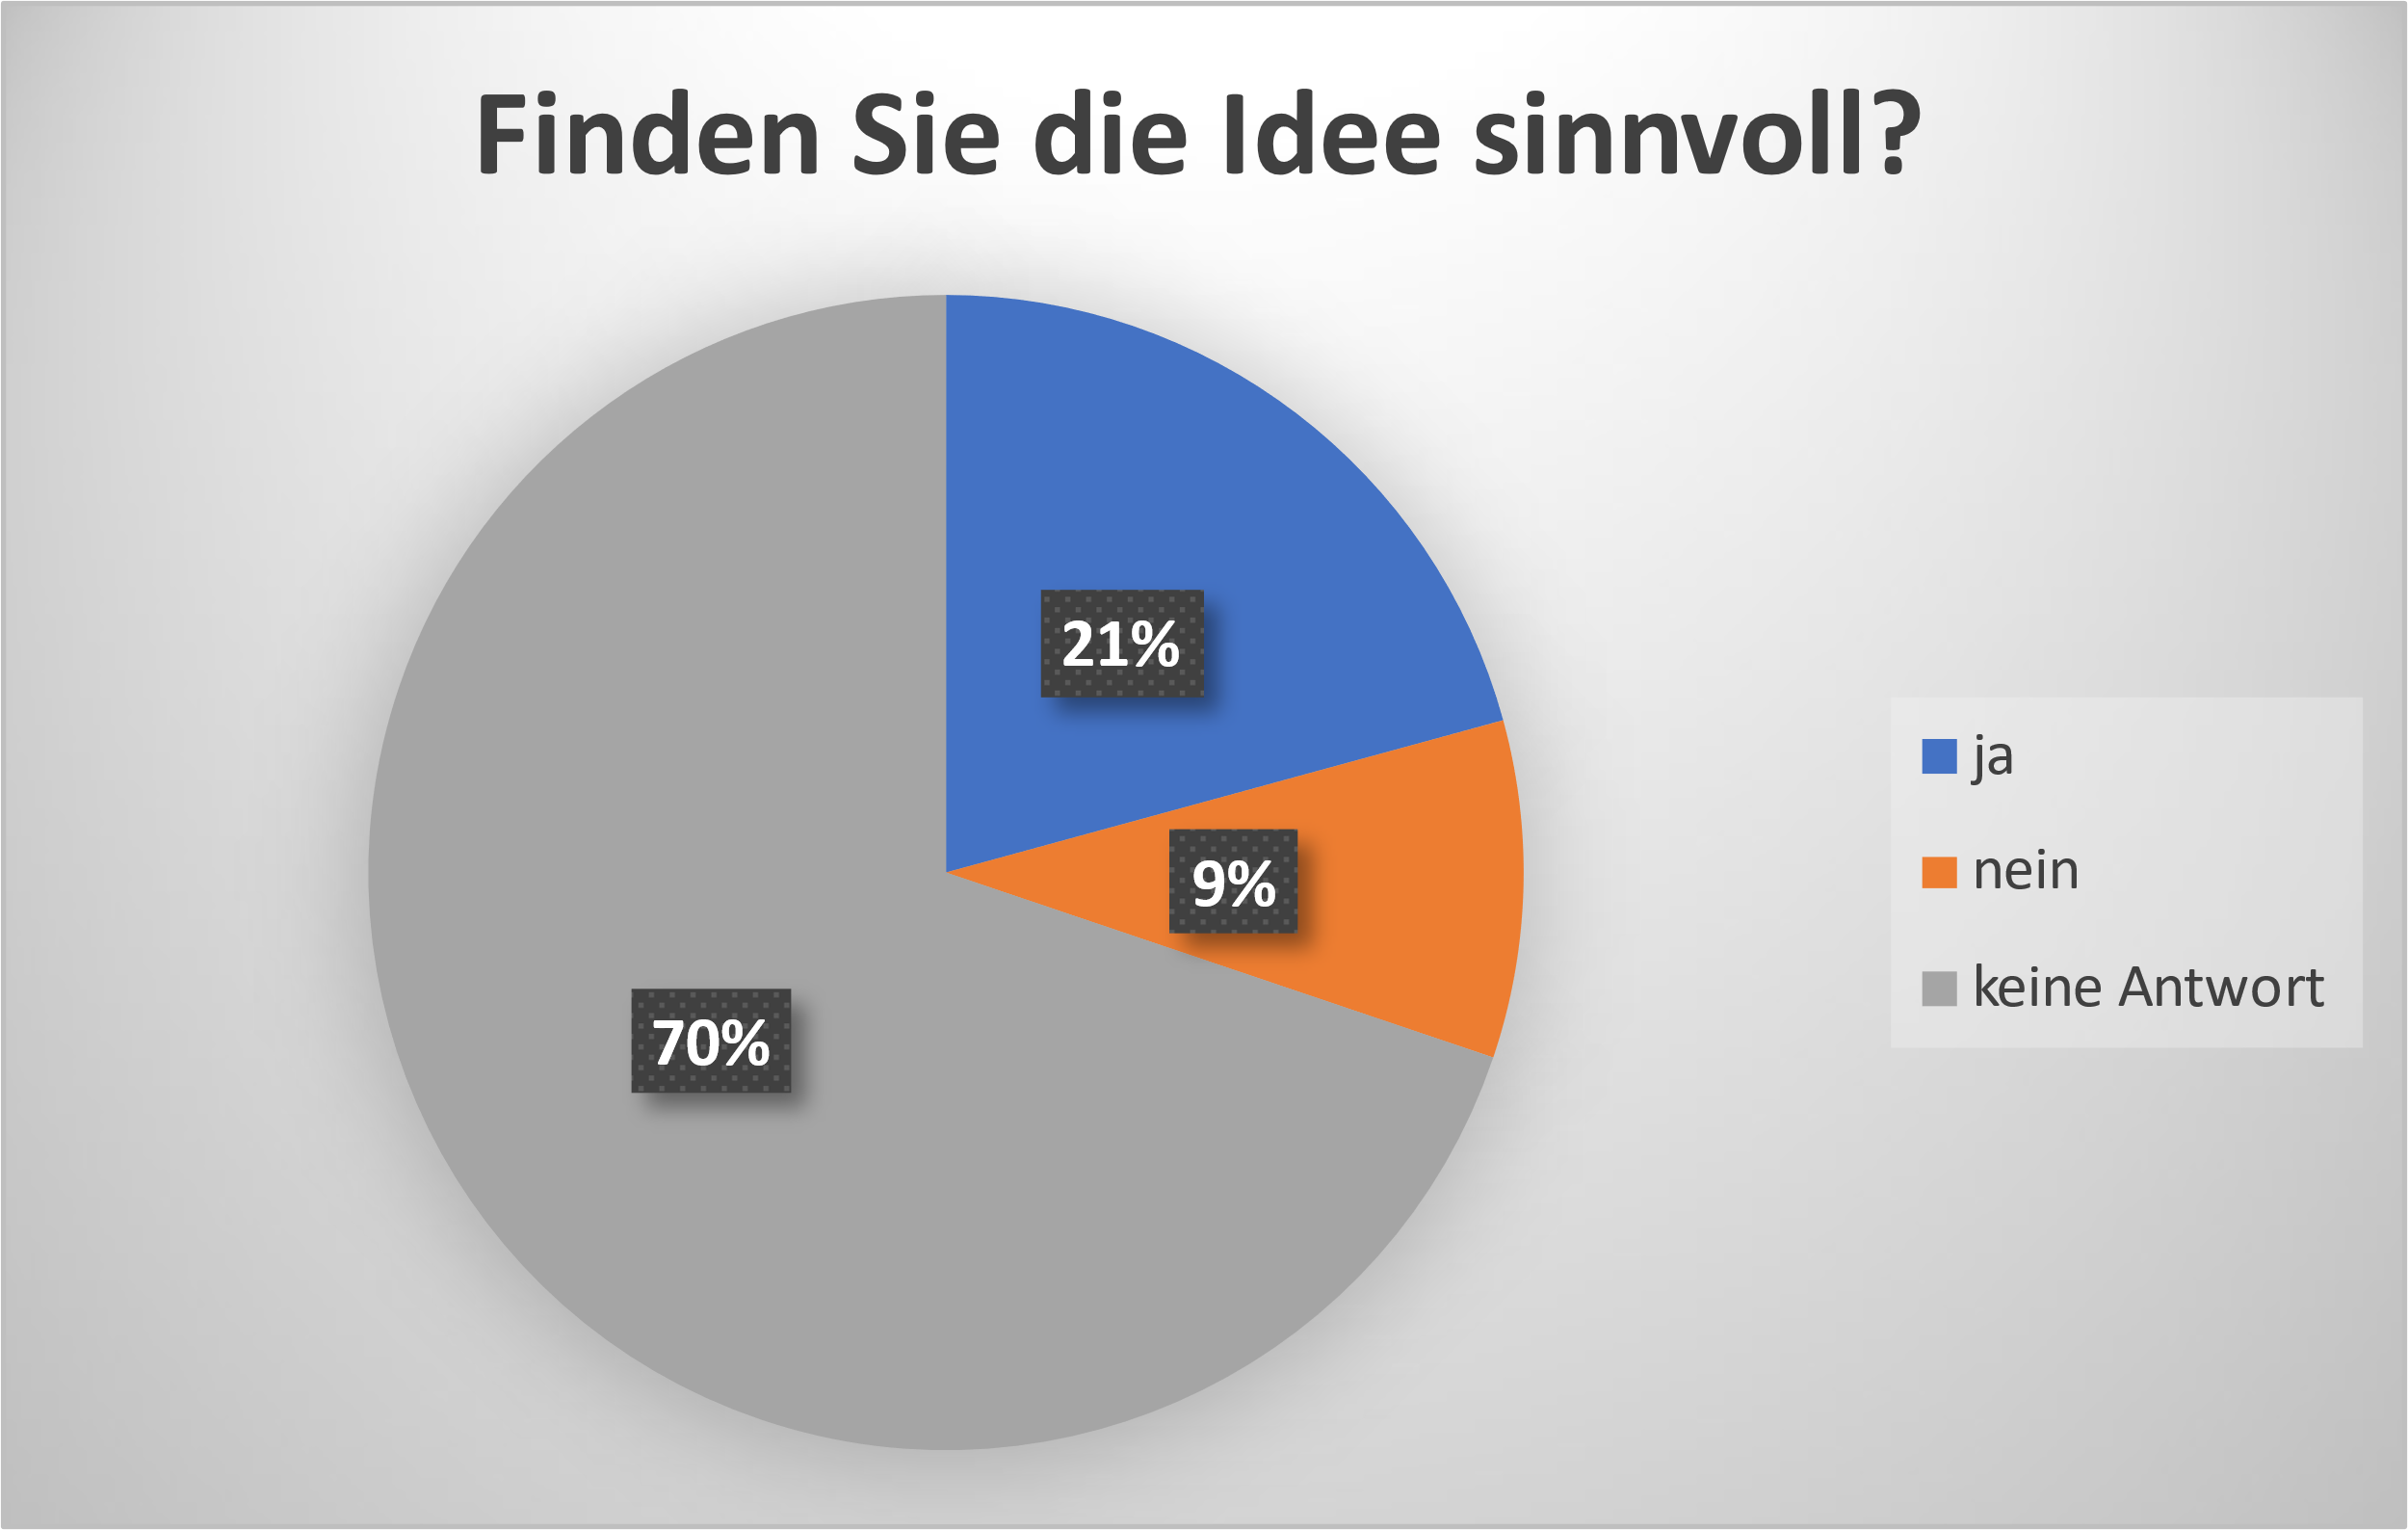 Finden Sie die Idee sinnvoll?
21%
9%
70%
ja
nein
keine Antwort